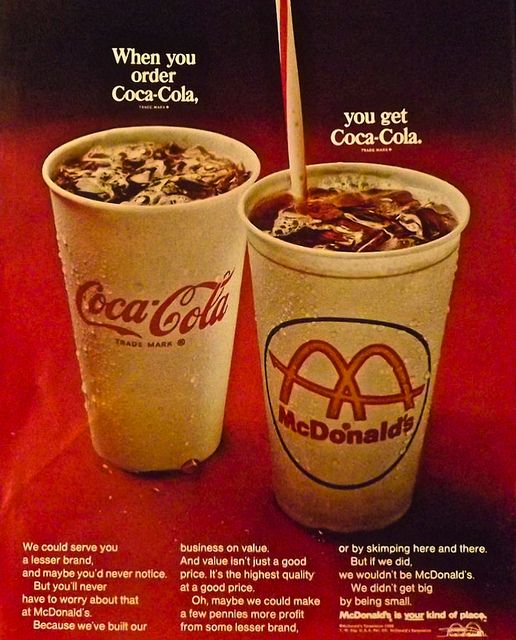 When you
order
Coca-Cola,
TRADE MARK ®
you get
Coca-Cola.
TRADE MARK ®
Coca-Cola
TRADE MARK ®
McDonald's
We could serve you
a lesser brand,
and maybe you'd never notice.
But you'll never
have to worry about that
at McDonald's.
Because we've built our
business on value.
And value isn't just a good
price. It's the highest quality
at a good price.
Oh, maybe we could make
a few pennies more profit
from some lesser brand,
or by skimping here and there.
But if we did,
we wouldn't be McDonald's.
We didn't get big
by being small.
McDonald's is your kind of place.